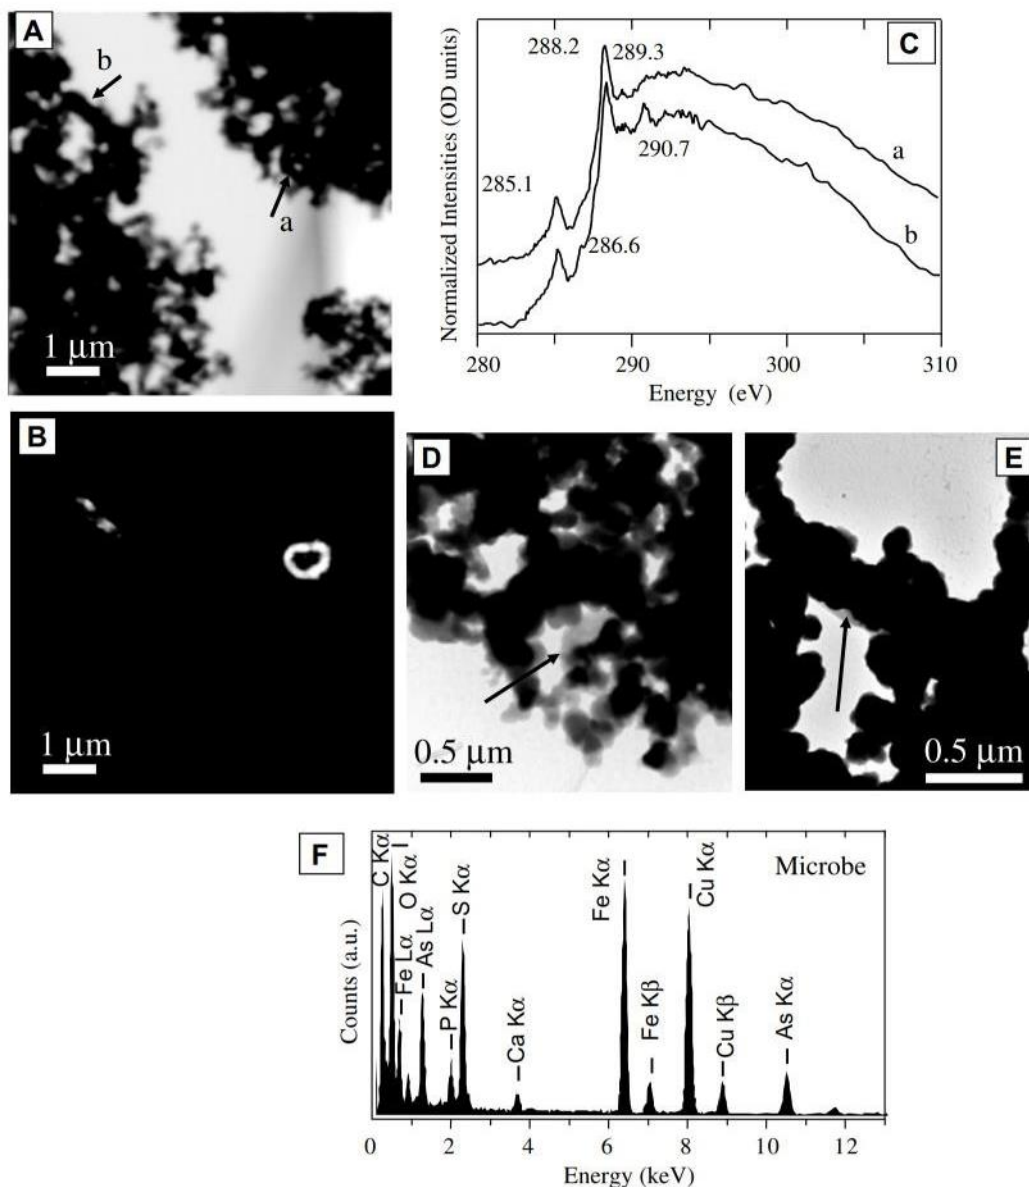 A
b
a
1 μm
C
288.2
289.3
290.7
285.1
286.6
a
b
Normalized Intensities (OD units)
280
290
300
310
Energy (eV)
B
1 μm
D
0.5 μm
E
0.5 μm
F
Microbe
C Kα
O Kα
Fe Lα
As Lα
P Kα
S Kα
Ca Kα
Fe Kα
Fe Kβ
Cu Kα
Cu Kβ
As Kα
Counts (a.u.)
0
2
4
6
8
10
12
Energy (keV)